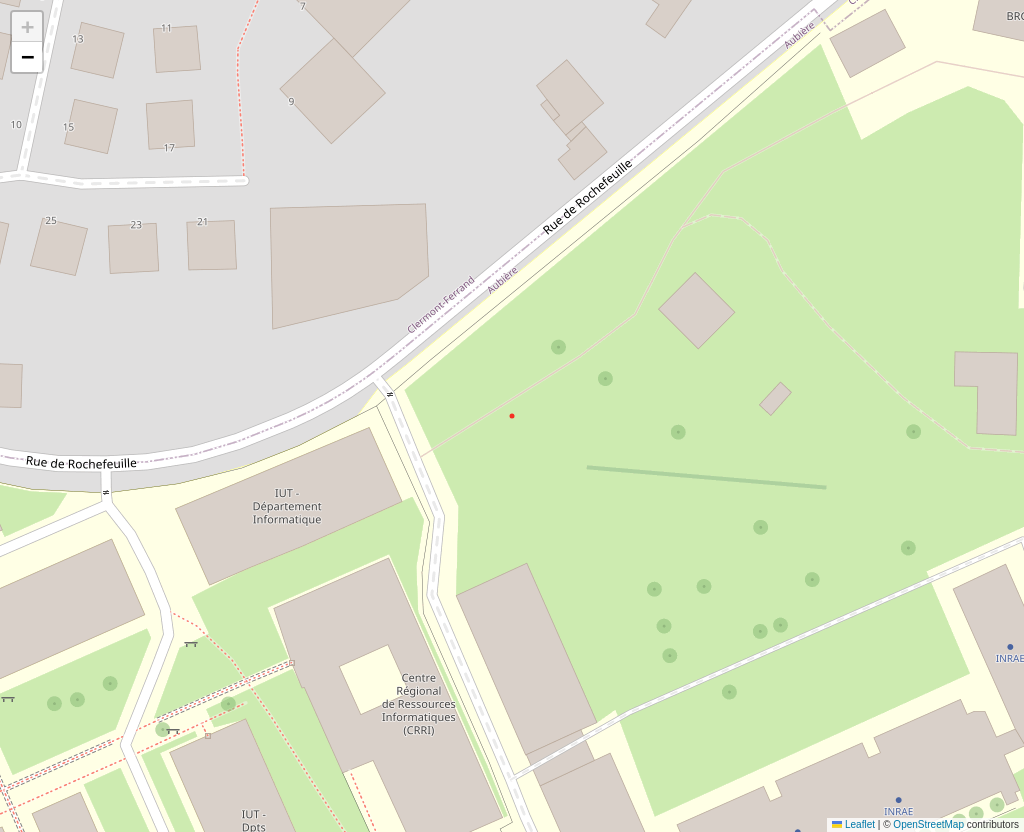 +
−
7
BRC
13
11
Aubière
9
10
15
17
Rue de Rochefeuille
25
23
21
Clermont-Ferrand
Aubière
Rue de Rochefeuille
IUT -
Département
Informatique
INRAE
Centre
Régional
de Ressources
Informatiques
(CRRI)
INRAE
IUT -
Dpts
Leaflet | © OpenStreetMap contributors